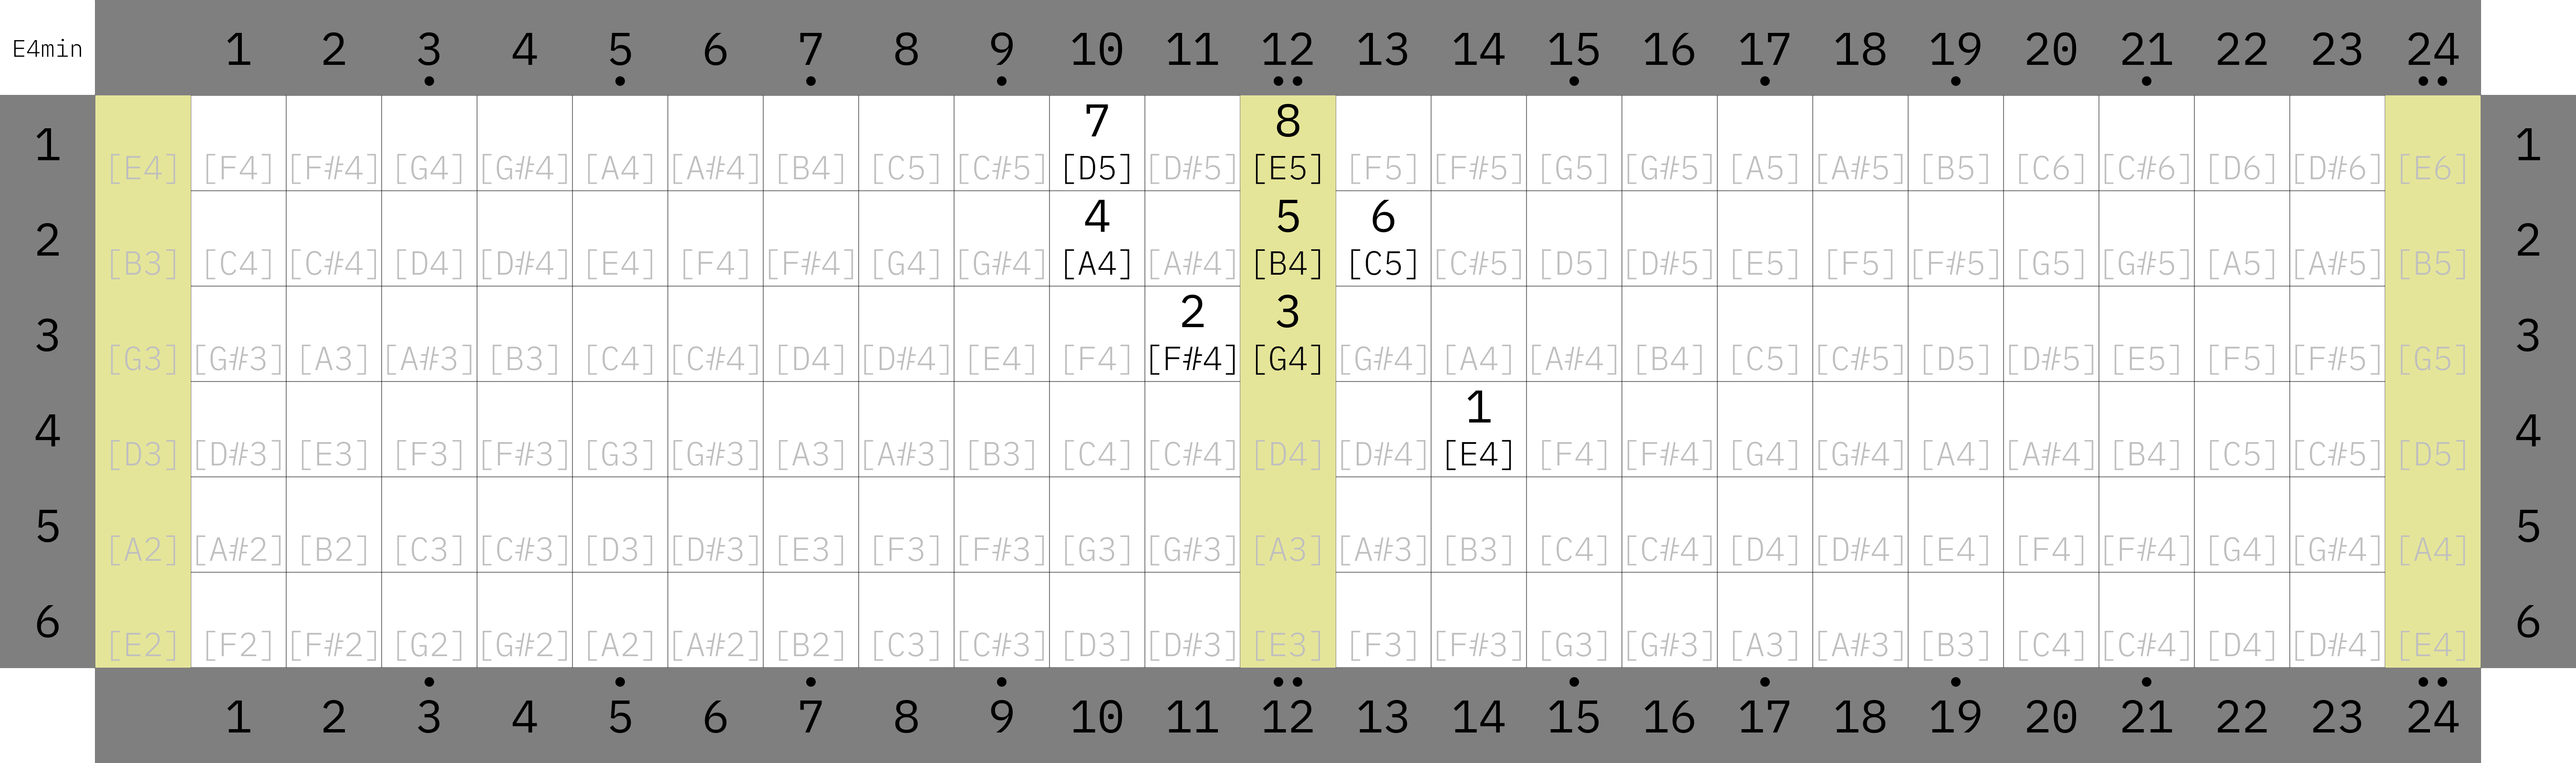 E4min 1 2 3 4 5 6 7 8 9 10 11 12 13 14 15 16 17 18 19 20 21 22 23 24
7 8
1 [E4] [F4] [F#4] [G4] [G#4] [A4] [A#4] [B4] [C5] [C#5] [D5] [D#5] [E5] [F5] [F#5] [G5] [G#5] [A5] [A#5] [B5] [C6] [C#6] [D6] [D#6] [E6] 1
4 5 6
2 [B3] [C4] [C#4] [D4] [D#4] [E4] [F4] [F#4] [G4] [G#4] [A4] [A#4] [B4] [C5] [C#5] [D5] [D#5] [E5] [F5] [F#5] [G5] [G#5] [A5] [A#5] [B5] 2
2 3
3 [G3] [G#3] [A3] [A#3] [B3] [C4] [C#4] [D4] [D#4] [E4] [F4] [F#4] [G4] [G#4] [A4] [A#4] [B4] [C5] [C#5] [D5] [D#5] [E5] [F5] [F#5] [G5] 3
1
4 [D3] [D#3] [E3] [F3] [F#3] [G3] [G#3] [A3] [A#3] [B3] [C4] [C#4] [D4] [D#4] [E4] [F4] [F#4] [G4] [G#4] [A4] [A#4] [B4] [C5] [C#5] [D5] 4
5 [A2] [A#2] [B2] [C3] [C#3] [D3] [D#3] [E3] [F3] [F#3] [G3] [G#3] [A3] [A#3] [B3] [C4] [C#4] [D4] [D#4] [E4] [F4] [F#4] [G4] [G#4] [A4] 5
6 [E2] [F2] [F#2] [G2] [G#2] [A2] [A#2] [B2] [C3] [C#3] [D3] [D#3] [E3] [F3] [F#3] [G3] [G#3] [A3] [A#3] [B3] [C4] [C#4] [D4] [D#4] [E4] 6
1 2 3 4 5 6 7 8 9 10 11 12 13 14 15 16 17 18 19 20 21 22 23 24